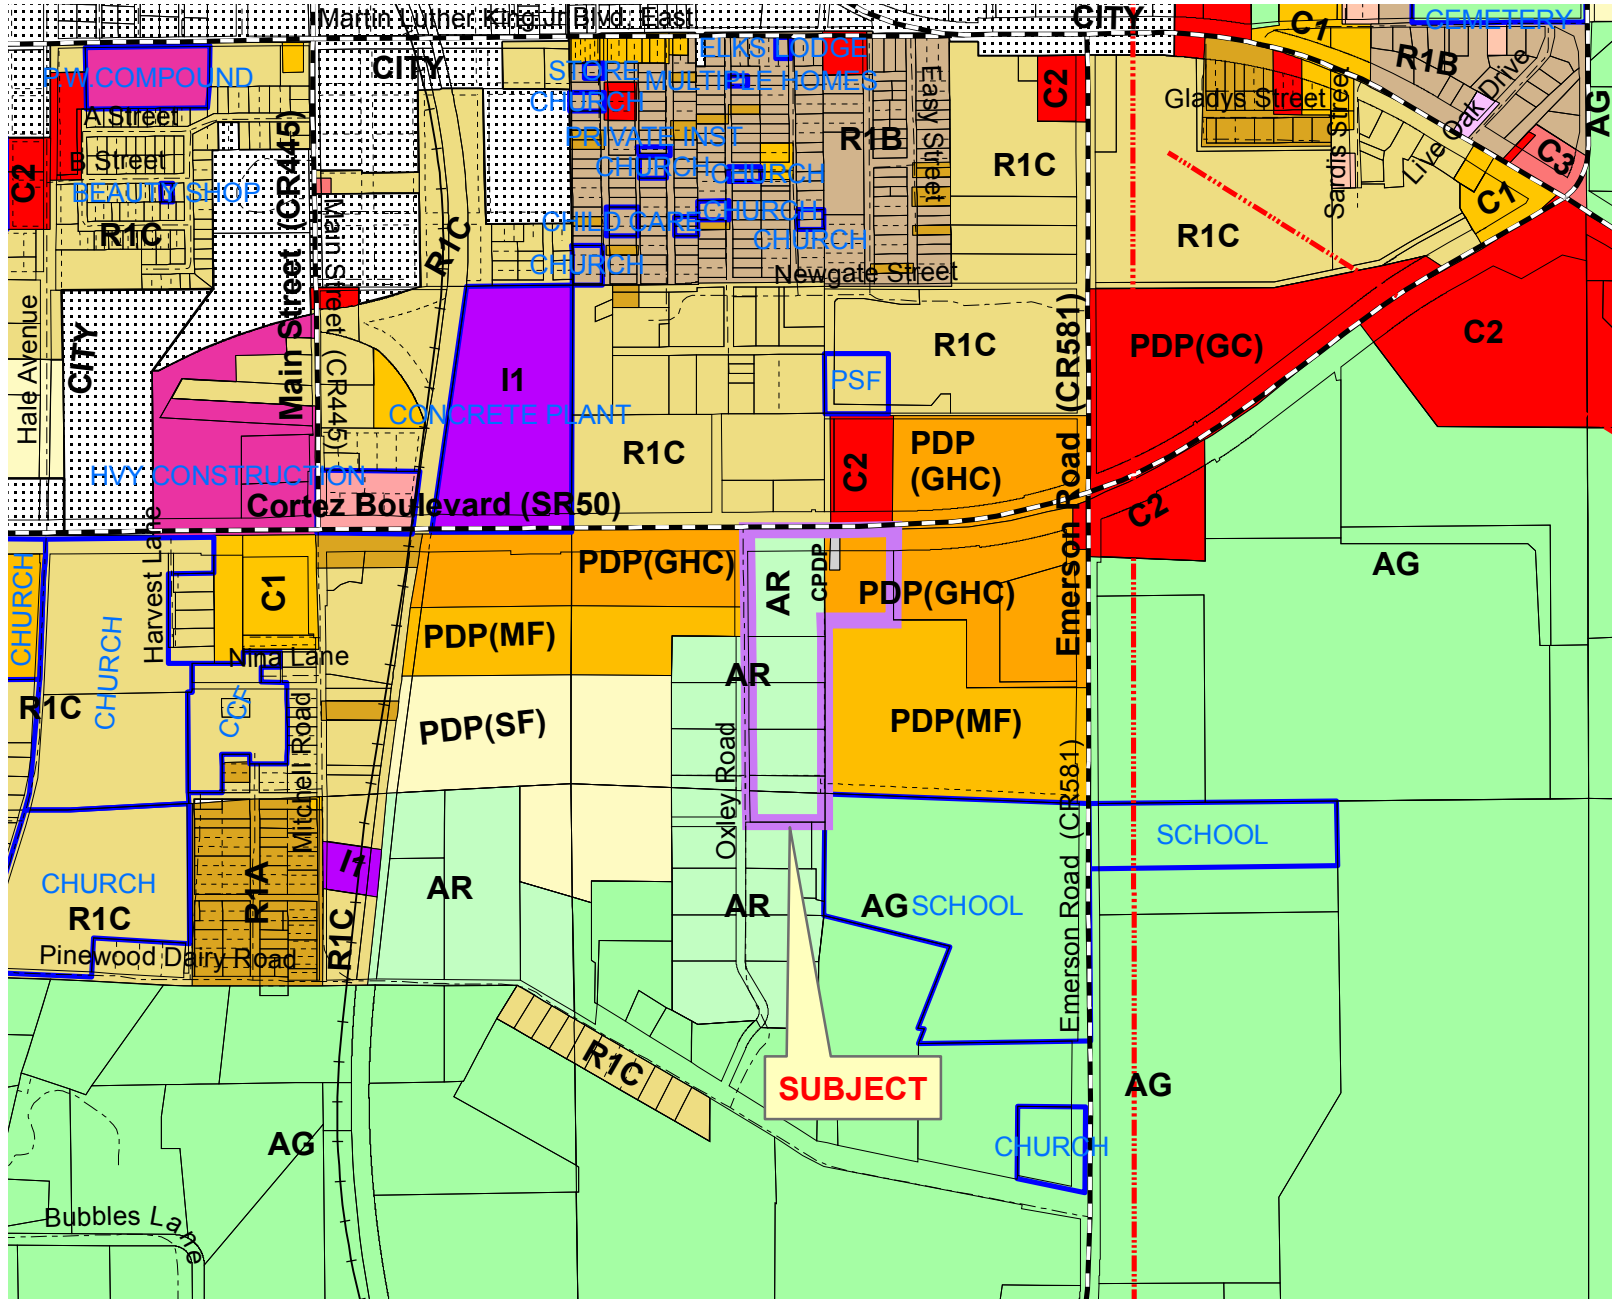 Martin Luther King Jr Blvd. East
CITY
C1
CEMETERY
P.W.COMPOUND
CITY
STORE
ELKS LODGE
MULTIPLE HOMES
C2
R1B
A Street
CHURCH
Easy Street
Gladys Street
Sardis Street
Live Oak Drive
AG
B Street
PRIVATE INST
CHURCH
CHURCH
R1B
R1C
C3
C2
BEAUTY SHOP
R1C
Main Street (CR445)
Main Street (CR445)
R1C
CHILD CARE
CHURCH
CHURCH
CHURCH
Newgate Street
R1C
C1
Hale Avenue
CITY
I1
CONCRETE PLANT
PSF
R1C
PDP(GC)
C2
HVY CONSTRUCTION
R1C
C2
PDP
(GHC)
Emerson Road (CR581)
C2
Cortez Boulevard (SR50)
Harvest Lane
CHURCH
CHURCH
C1
PDP(GHC)
AR
CPDP
PDP(GHC)
AG
Nina Lane
PDP(MF)
AR
R1C
CCF
Mitchell Road
PDP(SF)
Oxley Road
PDP(MF)
Emerson Road (CR581)
SCHOOL
CHURCH
R1C
R1A
I1
AR
AR
AG
SCHOOL
Pinewood Dairy Road
R1C
R1C
SUBJECT
AG
AG
CHURCH
Bubbles Lane